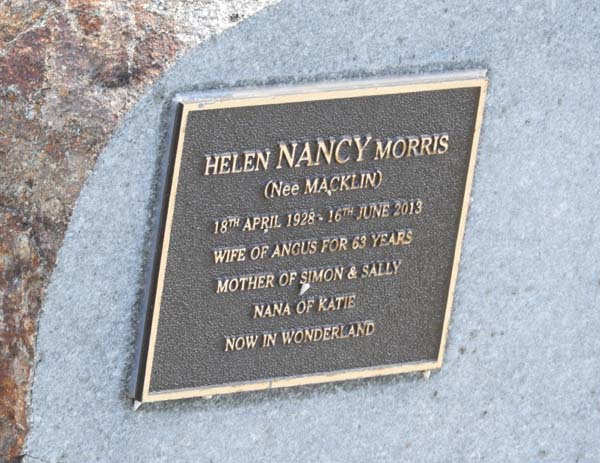 HELEN NANCY MORRIS
(Nee MACKLIN)
18TH APRIL 1928 - 16TH JUNE 2013
WIFE OF ANGUS FOR 63 YEARS
MOTHER OF SIMON & SALLY
NANA OF KATIE
NOW IN WONDERLAND